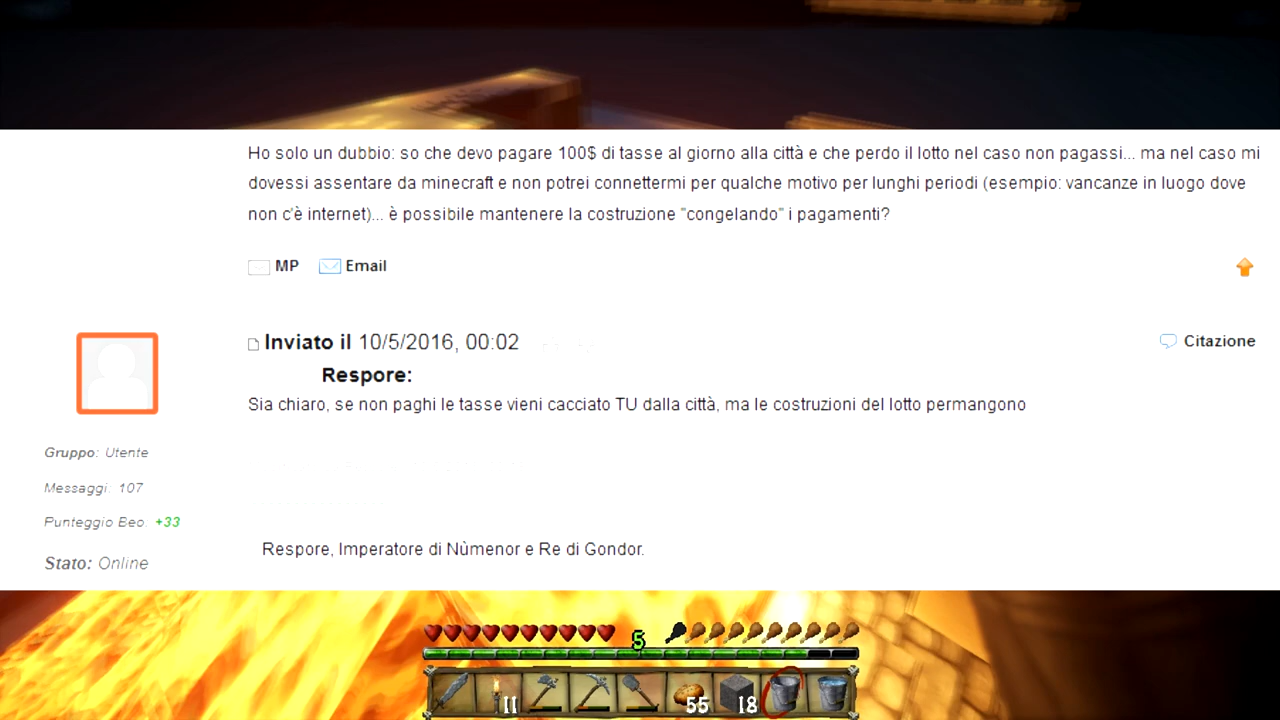 Ho solo un dubbio: so che devo pagare 100$ di tasse al giorno alla città e che perdo il lotto nel caso non pagassi... ma nel caso mi
dovessi assentare da minecraft e non potrei connettermi per qualche motivo per lunghi periodi (esempio: vancanze in luogo dove
non c'è internet)... è possibile mantenere la costruzione "congelando" i pagamenti?
MP Email
Inviato il 10/5/2016, 00:02 Citazione
Respore:
Sia chiaro, se non paghi le tasse vieni cacciato TU dalla città, ma le costruzioni del lotto permangono
Gruppo: Utente
Messaggi: 107
Punteggio Beo: +33
Respore, Imperatore di Nùmenor e Re di Gondor.
Stato: Online
5
11 55 18